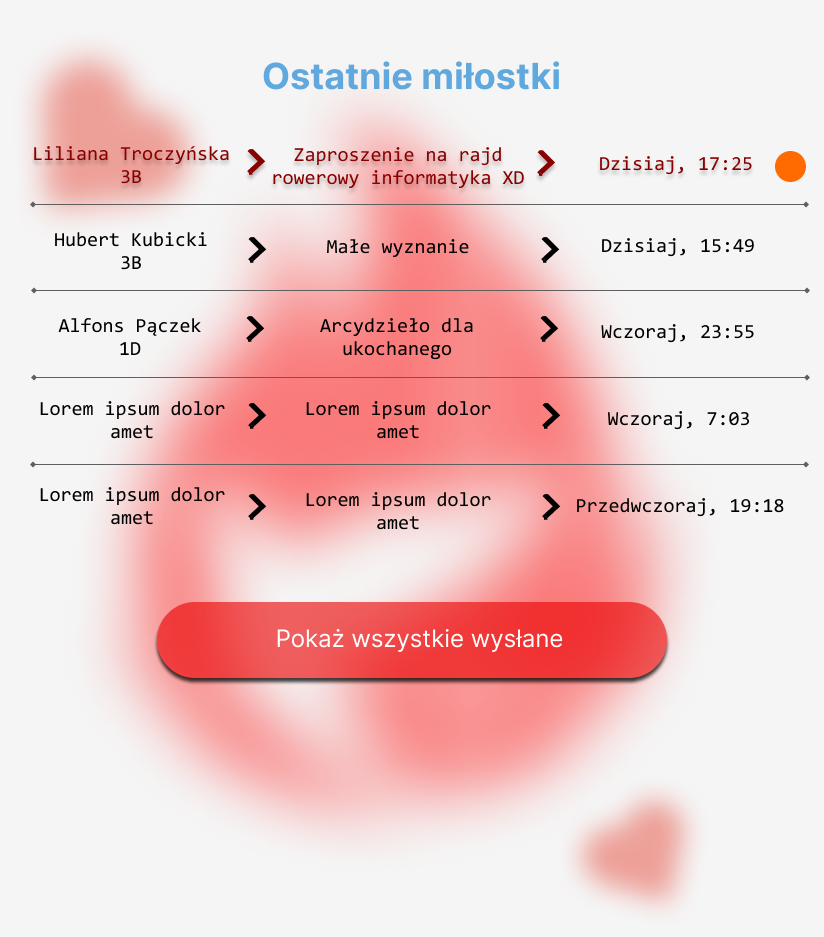 Ostatnie miłostki
Liliana Troczyńska
3B
Zaproszenie na rajd
rowerowy informatyka XD
Dzisiaj, 17:25
Hubert Kubicki
3B
Małe wyznanie
Dzisiaj, 15:49
Alfons Pączek
1D
Arcydzieło dla
ukochanego
Wczoraj, 23:55
Lorem ipsum dolor
amet
Lorem ipsum dolor
amet
Wczoraj, 7:03
Lorem ipsum dolor
amet
Lorem ipsum dolor
amet
Przedwczoraj, 19:18
Pokaż wszystkie wysłane